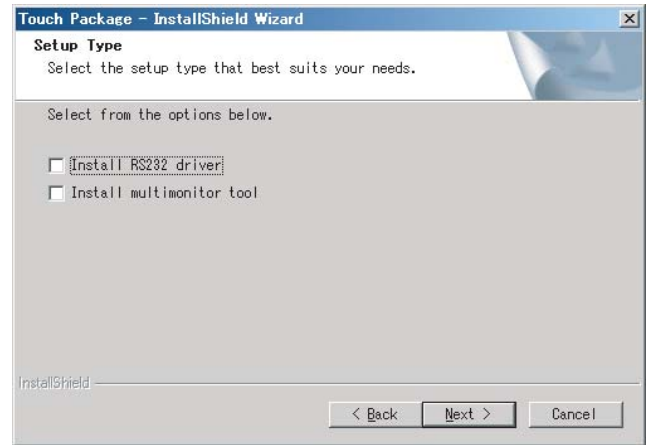 Touch Package - InstallShield Wizard
Setup Type
Select the setup type that best suits your needs.
Select from the options below.
Install RS232 driver
Install multimonitor tool
InstallShield
< Back
Next >
Cancel